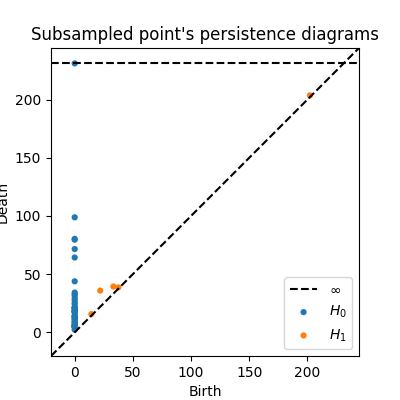 Subsampled point's persistence diagrams
200
150
100
50
0
Death
0
50
100
150
200
Birth
∞
H₀
H₁